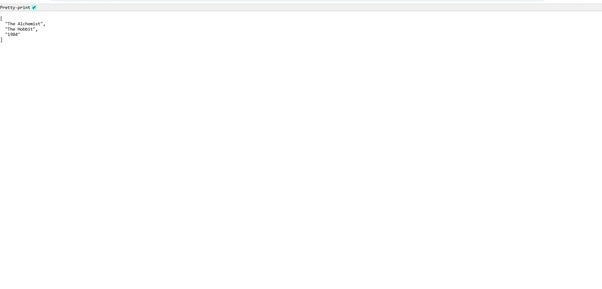 Pretty-print
[
  "The Alchemist",
  "The Hobbit",
  "1984"
]